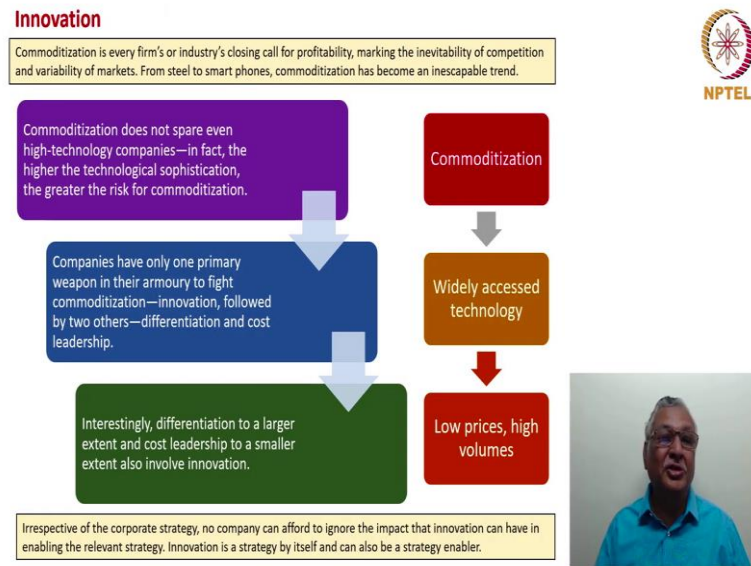 Innovation
Commoditization is every firm's or industry's closing call for profitability, marking the inevitability of competition
and variability of markets. From steel to smart phones, commoditization has become an inescapable trend.
NPTEL
Commoditization does not spare even
high-technology companies—in fact, the
higher the technological sophistication,
the greater the risk for commoditization.
Companies have only one primary
weapon in their armoury to fight
commoditization—innovation, followed
by two others—differentiation and cost
leadership.
Interestingly, differentiation to a larger
extent and cost leadership to a smaller
extent also involve innovation.
Commoditization
Widely accessed
technology
Low prices, high
volumes
Irrespective of the corporate strategy, no company can afford to ignore the impact that innovation can have in
enabling the relevant strategy. Innovation is a strategy by itself and can also be a strategy enabler.